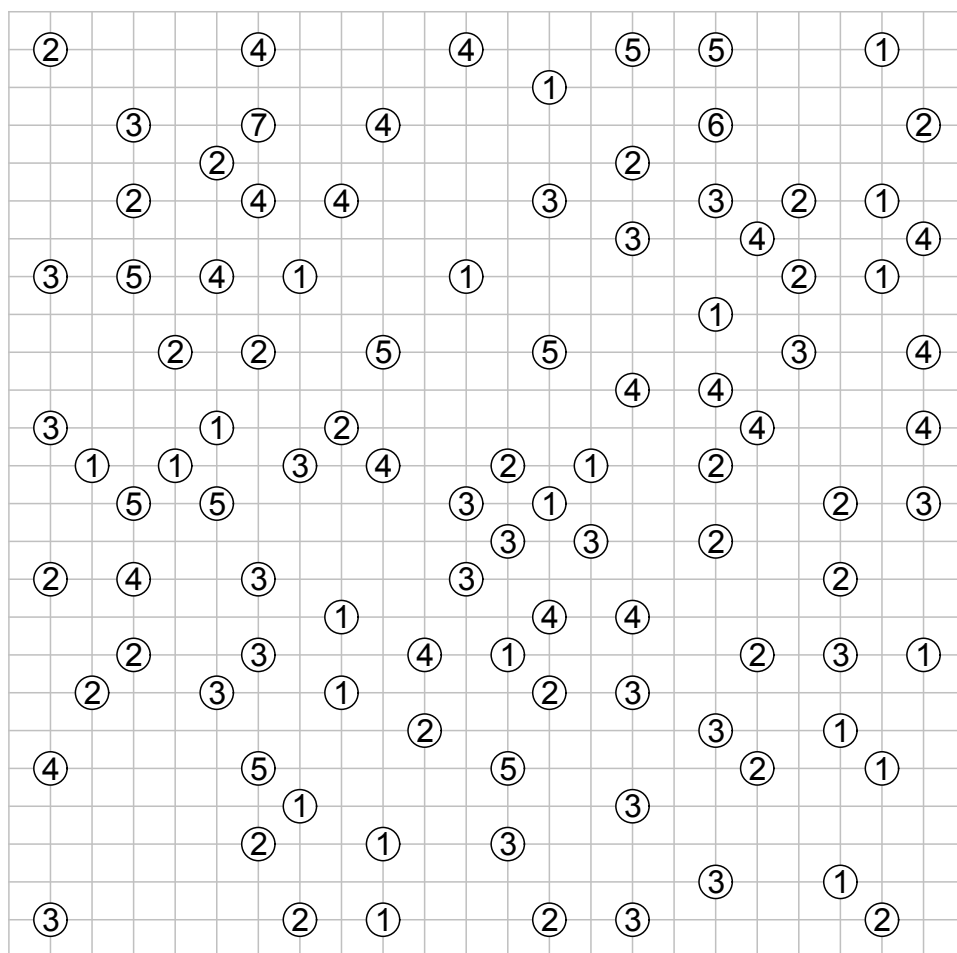 2 4 4 5 5 1
1
3 7 4 6 2
2 2
2 4 4 3 3 2 1
3 4 4
3 5 4 1 1 2 1
1
2 2 5 5 3 4
4 4
3 1 2 4 4
1 1 3 4 2 1 2
5 5 3 1 2 3
3 3 2
2 4 3 3 2
1 4 4
2 3 4 1 2 3 1
2 3 1 2 3
2 3 1
4 5 5 2 1
1 3
2 1 3
3 1
3 2 1 2 3 2